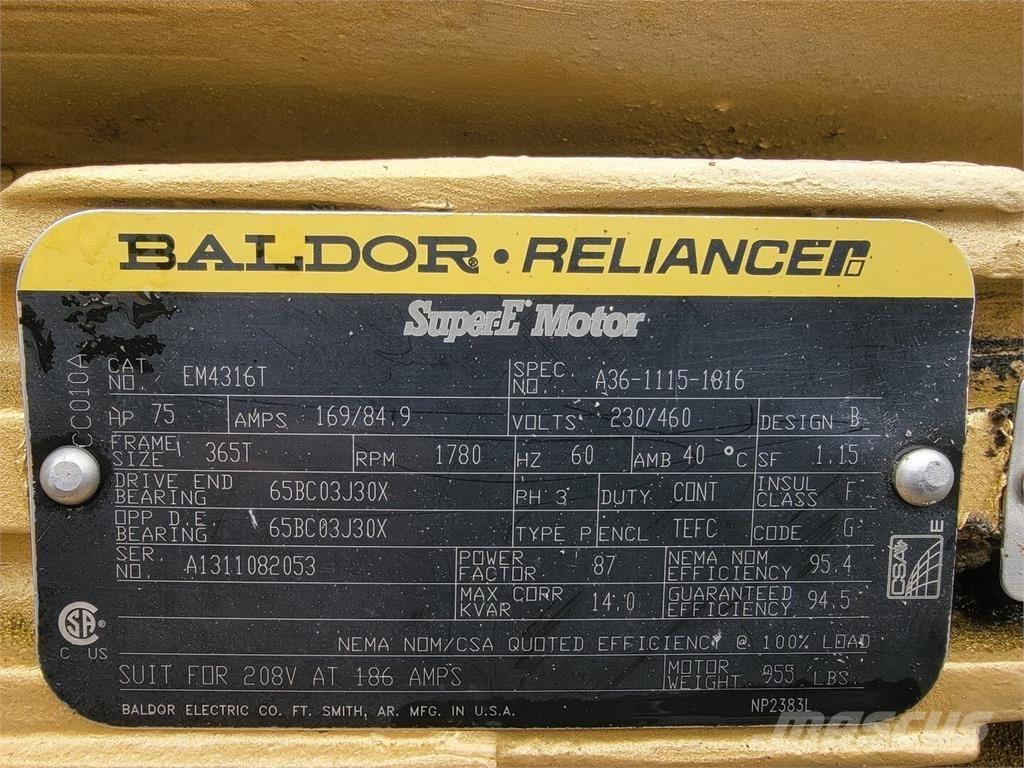 BALDOR® • RELIANCE
Super-E® Motor
CC010A
CAT. NO. EM4316T SPEC. NO. A36-1115-1816
HP 75 AMPS 169/84.9 VOLTS 230/460 DESIGN B
FRAME SIZE 365T RPM 1780 HZ 60 AMB 40 °C SF 1.15
DRIVE END BEARING 65BC03J30X PH 3 DUTY CONT INSUL CLASS F
OPP D.E. BEARING 65BC03J30X TYPE P ENCL TEFC CODE G
SER. NO. A1311082053 POWER FACTOR 87 NEMA NOM EFFICIENCY 95.4
MAX CORR KVAR 14.0 GUARANTEED EFFICIENCY 94.5
CSA E
SA® C US
NEMA NOM/CSA QUOTED EFFICIENCY @ 100% LOAD
SUIT FOR 208V AT 186 AMPS MOTOR WEIGHT 955 LBS.
BALDOR ELECTRIC CO. FT. SMITH, AR. MFG. IN U.S.A. NP2383L
mascus